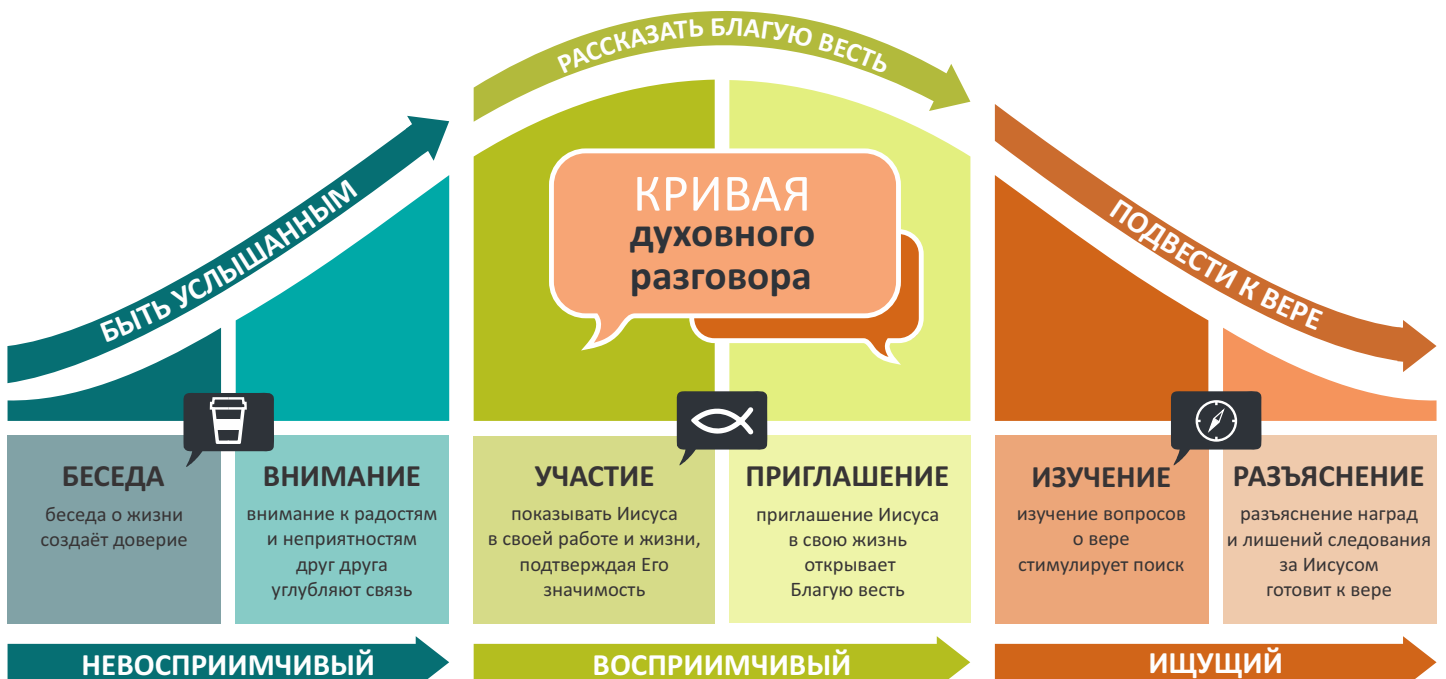 РАССКАЗАТЬ БЛАГУЮ ВЕСТЬ
БЫТЬ УСЛЫШАННЫМ
ПОДВЕСТИ К ВЕРЕ
КРИВАЯ
духовного
разговора
БЕСЕДА
беседа о жизни
создаёт доверие
ВНИМАНИЕ
внимание к радостям
и неприятностям
друг друга
углубляют связь
УЧАСТИЕ
показывать Иисуса
в своей работе и жизни,
подтверждая Его
значимость
ПРИГЛАШЕНИЕ
приглашение Иисуса
в свою жизнь
открывает
Благую весть
ИЗУЧЕНИЕ
изучение вопросов
о вере
стимулирует поиск
РАЗЪЯСНЕНИЕ
разъяснение наград
и лишений следования
за Иисусом
готовит к вере
НЕВОСПРИИМЧИВЫЙ
ВОСПРИИМЧИВЫЙ
ИЩУЩИЙ